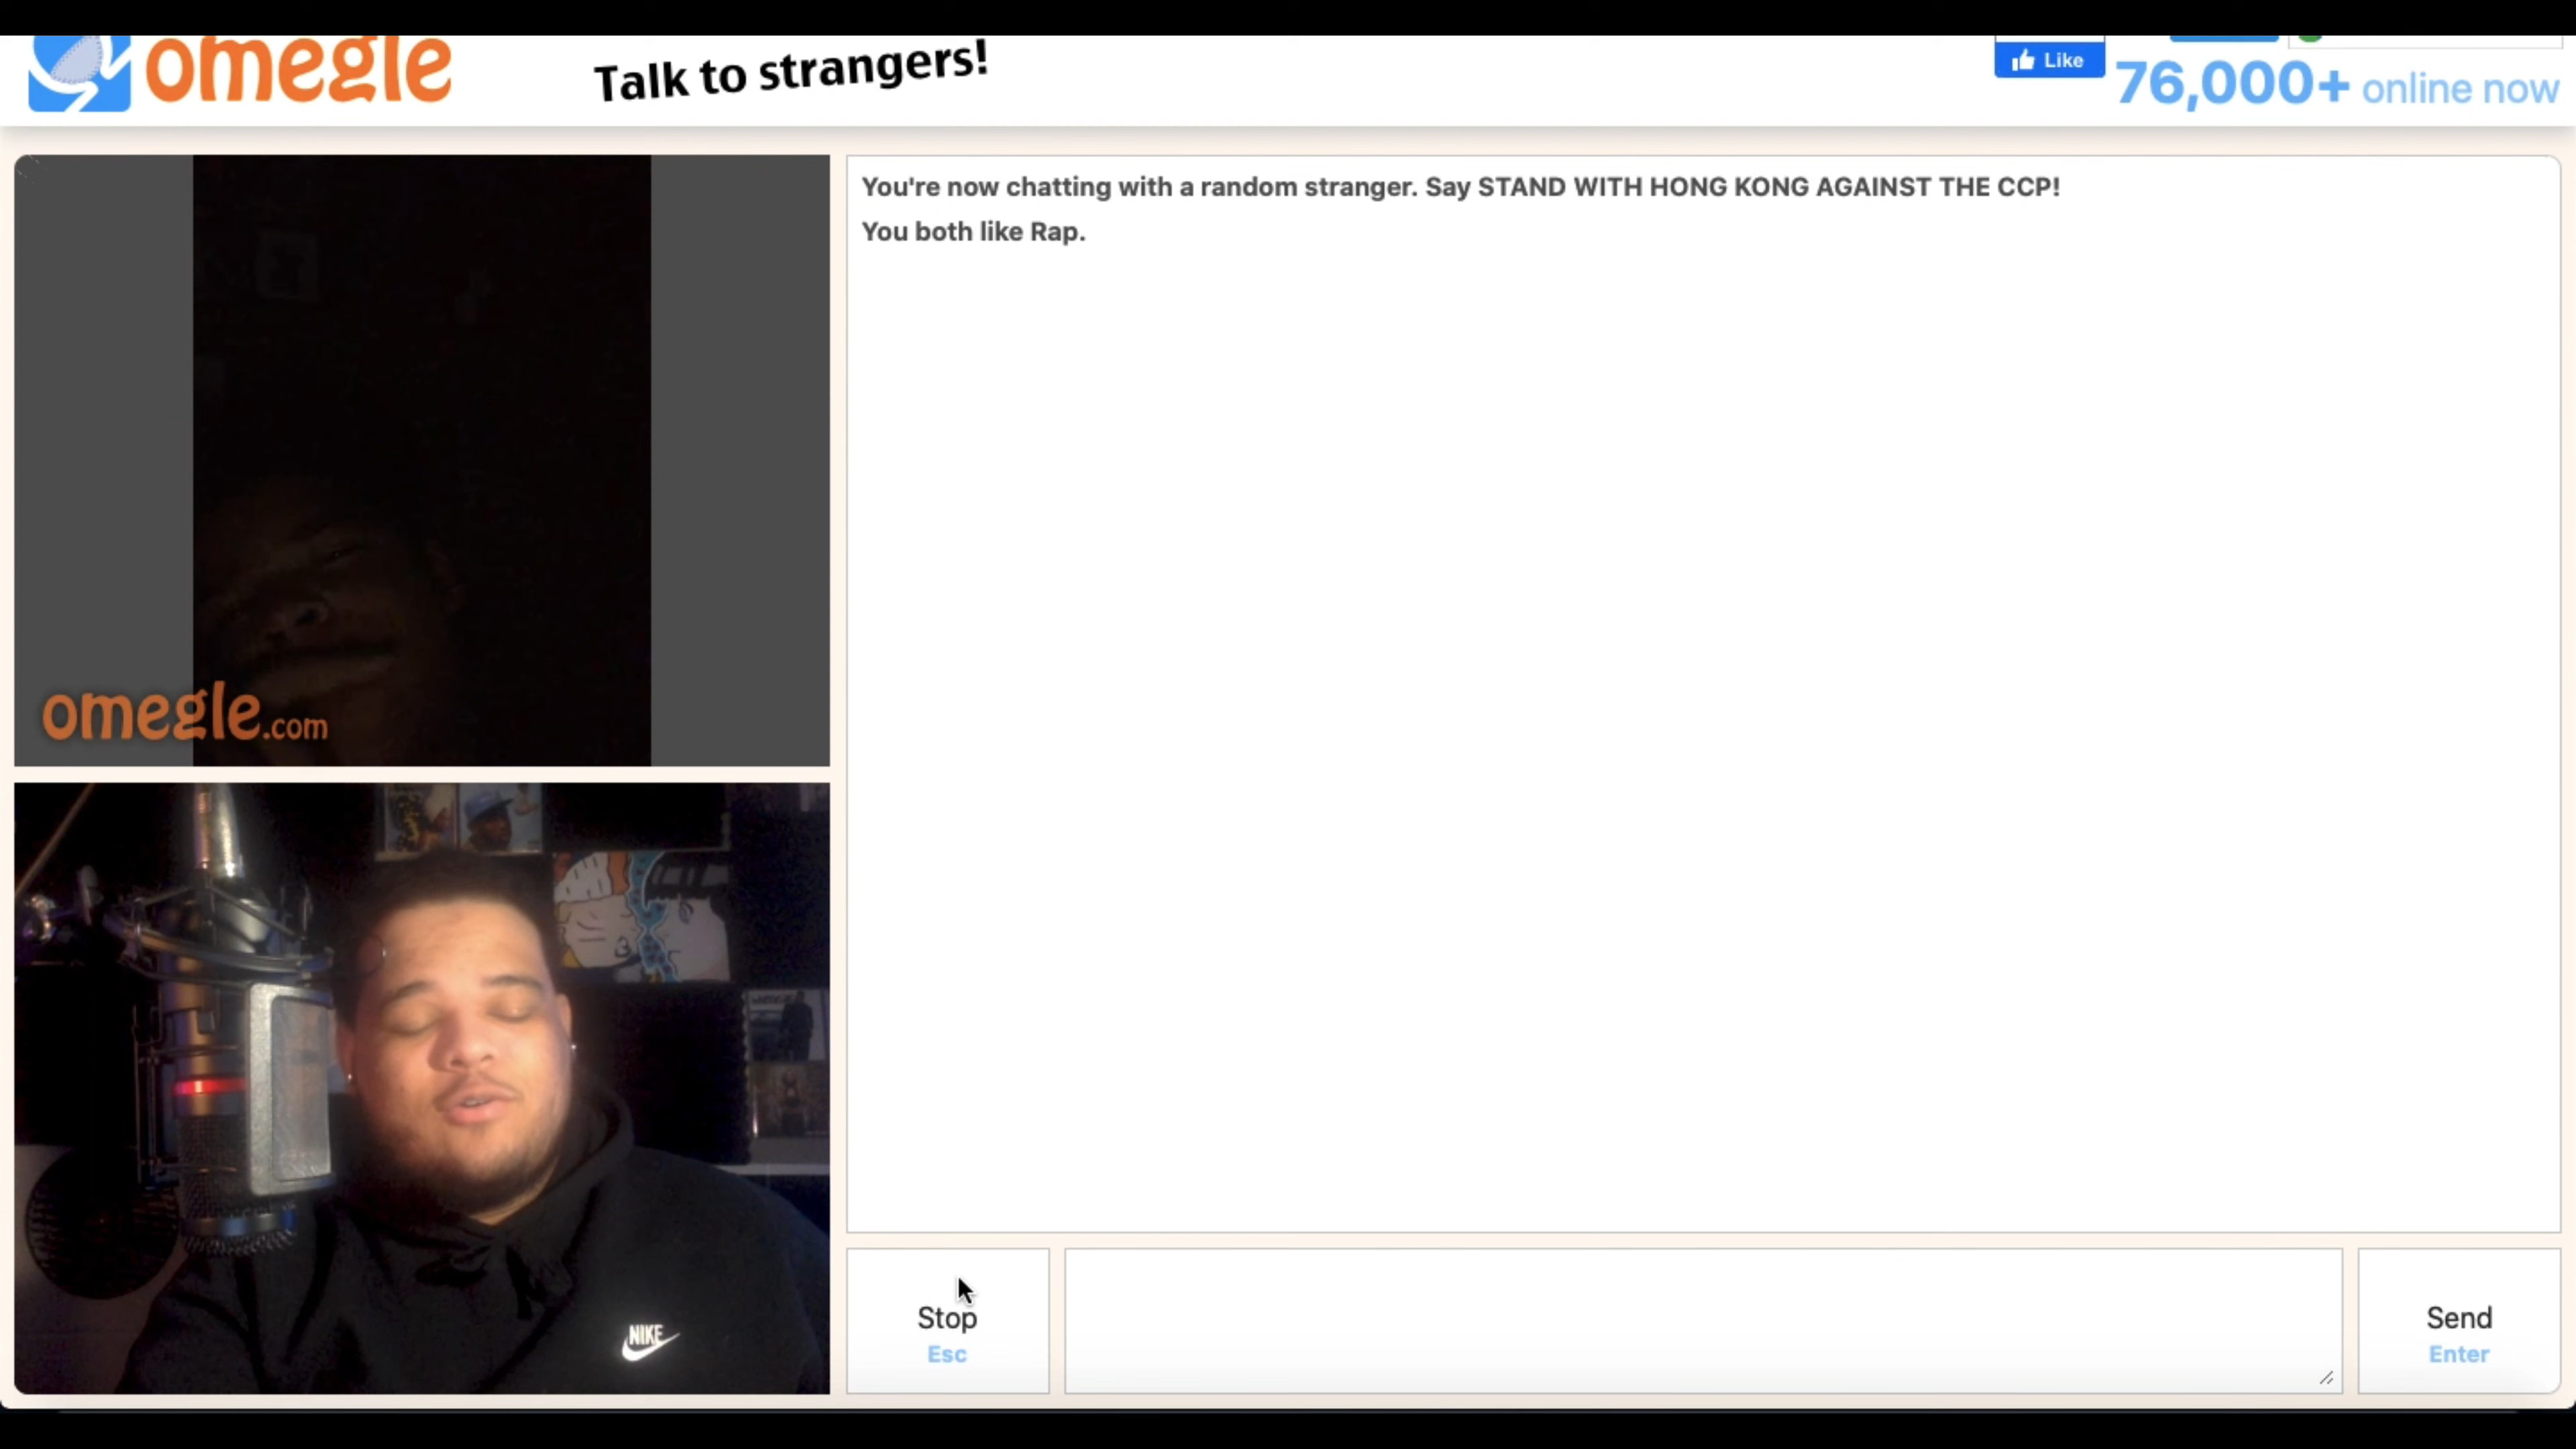 omegle
Talk to strangers!
Like
76,000+ online now
You're now chatting with a random stranger. Say STAND WITH HONG KONG AGAINST THE CCP!
You both like Rap.
omegle.com
NIKE
Stop
Esc
Send
Enter